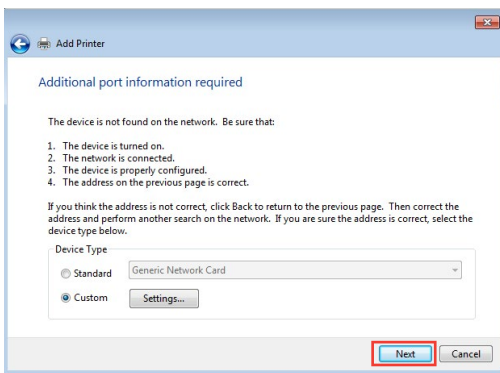 Add Printer
Additional port information required
The device is not found on the network. Be sure that:
1. The device is turned on.
2. The network is connected.
3. The device is properly configured.
4. The address on the previous page is correct.
If you think the address is not correct, click Back to return to the previous page. Then correct the
address and perform another search on the network. If you are sure the address is correct, select the
device type below.
Device Type
Standard Generic Network Card
Custom Settings...
Next Cancel